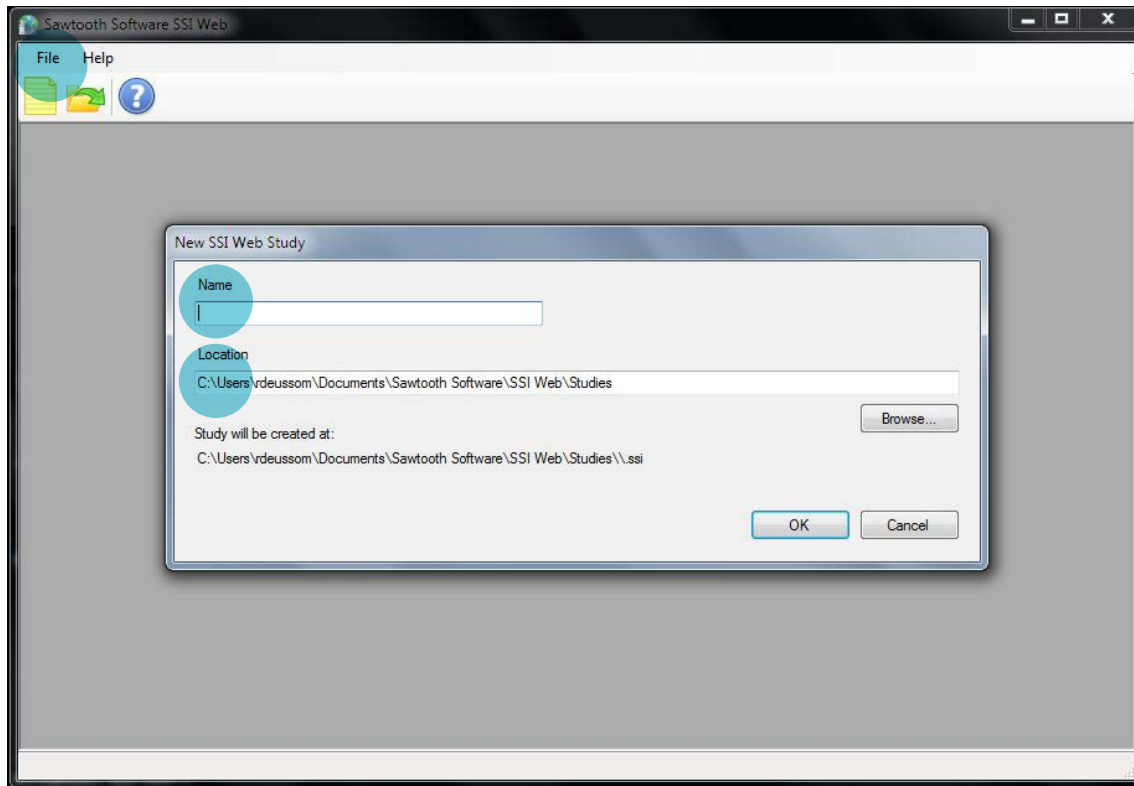 Sawtooth Software SSI Web
File Help
New SSI Web Study
Name
Location
C:\Users\rdeussom\Documents\Sawtooth Software\SSI Web\Studies
Browse...
Study will be created at:
C:\Users\rdeussom\Documents\Sawtooth Software\SSI Web\Studies\\.ssi
OK Cancel